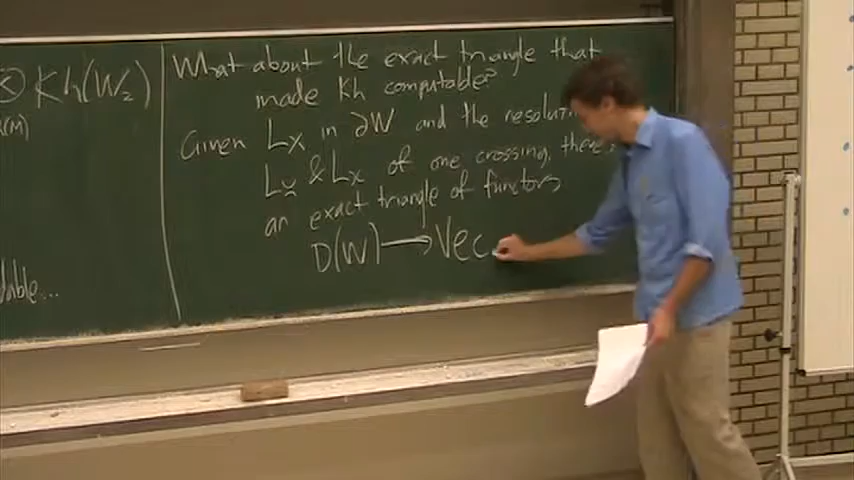 ⊗ Kh(W₂)
(M)
dable...
What about the exact triangle that
made Kh computable?
Given Lx in ∂W and the
L & Lx of one crossing, there
an exact triangle of functors
D(W) → Vec